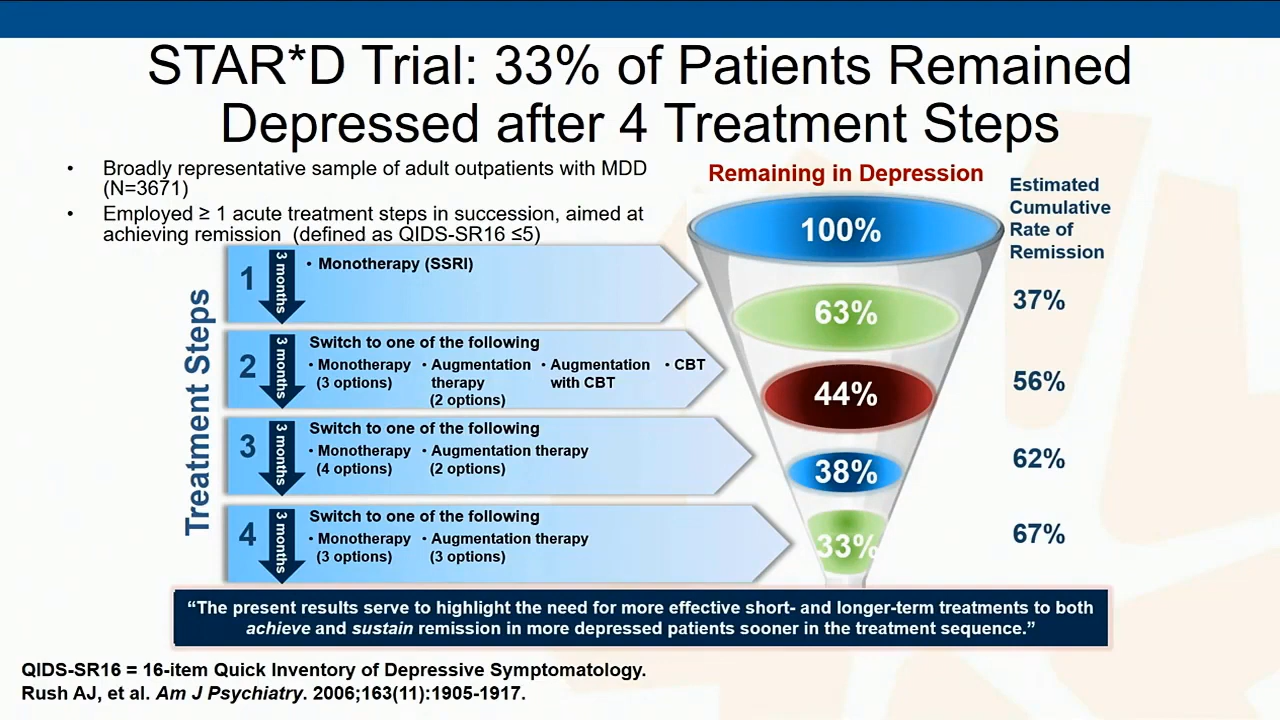 STAR*D Trial: 33% of Patients Remained
Depressed after 4 Treatment Steps
• Broadly representative sample of adult outpatients with MDD
(N=3671)
• Employed ≥ 1 acute treatment steps in succession, aimed at
achieving remission (defined as QIDS-SR16 ≤5)
Treatment Steps
1
3 months
• Monotherapy (SSRI)
2
3 months
Switch to one of the following
• Monotherapy • Augmentation • Augmentation • CBT
(3 options) therapy with CBT
(2 options)
3
3 months
Switch to one of the following
• Monotherapy • Augmentation therapy
(4 options) (2 options)
4
3 months
Switch to one of the following
• Monotherapy • Augmentation therapy
(3 options) (3 options)
Remaining in Depression
100%
63%
44%
38%
33%
Estimated
Cumulative
Rate of
Remission
37%
56%
62%
67%
“The present results serve to highlight the need for more effective short- and longer-term treatments to both
achieve and sustain remission in more depressed patients sooner in the treatment sequence.”
QIDS-SR16 = 16-item Quick Inventory of Depressive Symptomatology.
Rush AJ, et al. Am J Psychiatry. 2006;163(11):1905-1917.